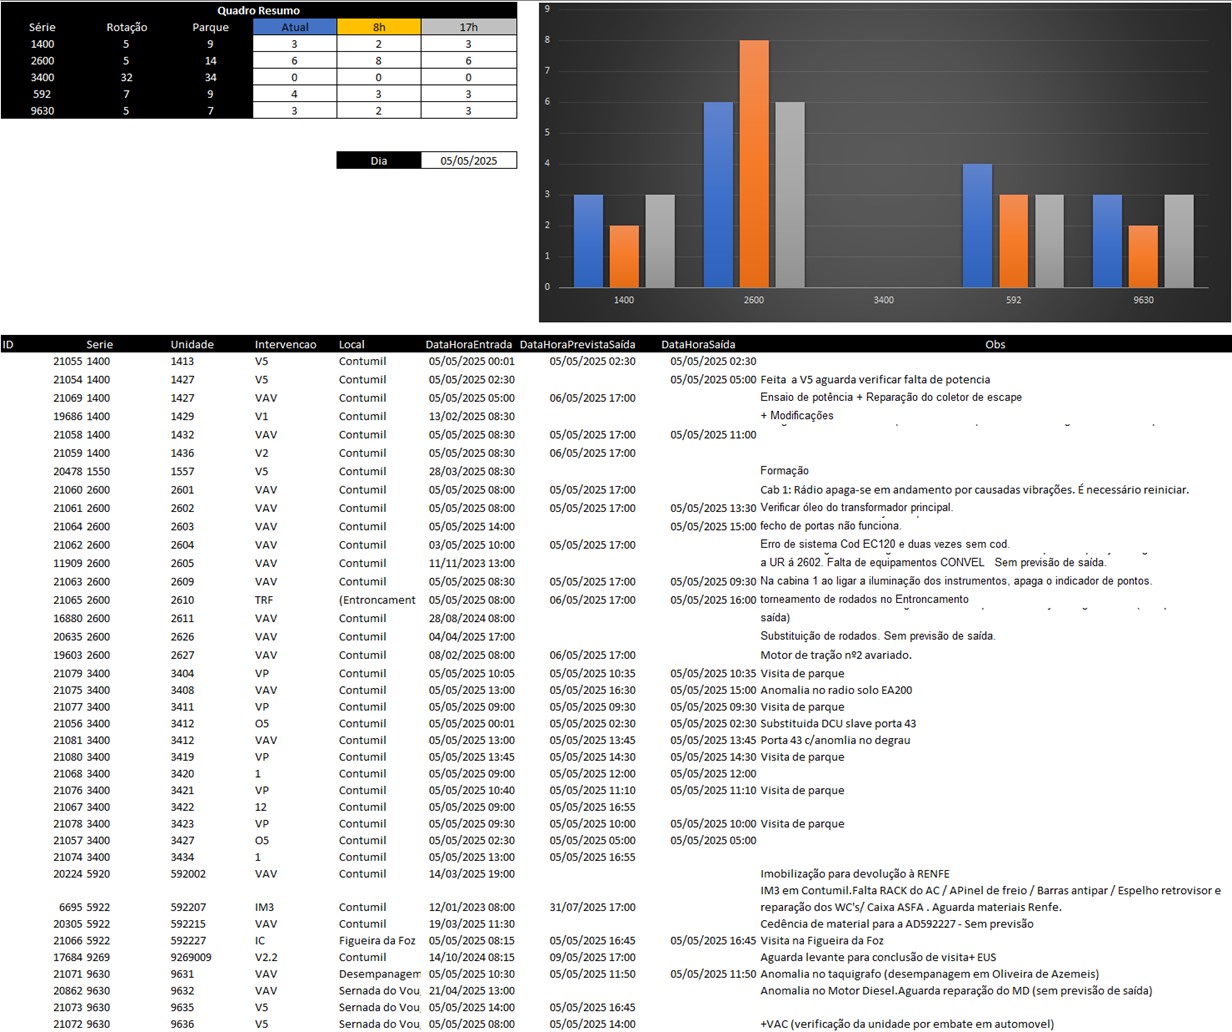 Quadro Resumo
Série Rotação Parque Atual 8h 17h
1400 5 9 3 2 3
2600 5 14 6 8 6
3400 32 34 0 0 0
592 7 9 4 3 3
9630 5 7 3 2 3
Dia 05/05/2025
9
8
7
6
5
4
3
2
1
0
1400 2600 3400 592 9630
ID Serie Unidade Intervencao Local DataHoraEntrada DataHoraPrevistaSaída DataHoraSaída Obs
21055 1400 1413 V5 Contumil 05/05/2025 00:01 05/05/2025 02:30 05/05/2025 02:30
21054 1400 1427 V5 Contumil 05/05/2025 02:30 05/05/2025 05:00 Feita a V5 aguarda verificar falta de potencia
21069 1400 1427 VAV Contumil 05/05/2025 05:00 06/05/2025 17:00 Ensaio de potência + Reparação do coletor de escape
19686 1400 1429 V1 Contumil 13/02/2025 08:30 + Modificações
21058 1400 1432 VAV Contumil 05/05/2025 08:30 05/05/2025 17:00 05/05/2025 11:00
21059 1400 1436 V2 Contumil 05/05/2025 08:30 06/05/2025 17:00
20478 1550 1557 V5 Contumil 28/03/2025 08:30 Formação
21060 2600 2601 VAV Contumil 05/05/2025 08:00 05/05/2025 17:00 Cab 1: Rádio apaga-se em andamento por causadas vibrações. É necessário reiniciar.
21061 2600 2602 VAV Contumil 05/05/2025 08:00 05/05/2025 17:00 05/05/2025 13:30 Verificar óleo do transformador principal.
21064 2600 2603 VAV Contumil 05/05/2025 14:00 05/05/2025 15:00 fecho de portas não funciona.
21062 2600 2604 VAV Contumil 03/05/2025 10:00 05/05/2025 17:00 Erro de sistema Cod EC120 e duas vezes sem cod.
11909 2600 2605 VAV Contumil 11/11/2023 13:00 a UR á 2602. Falta de equipamentos CONVEL Sem previsão de saída.
21063 2600 2609 VAV Contumil 05/05/2025 08:30 05/05/2025 17:00 05/05/2025 09:30 Na cabina 1 ao ligar a iluminação dos instrumentos, apaga o indicador de pontos.
21065 2600 2610 TRF (Entroncament 05/05/2025 08:00 06/05/2025 17:00 05/05/2025 16:00 torneamento de rodados no Entroncamento
16880 2600 2611 VAV Contumil 28/08/2024 08:00 saída)
20635 2600 2626 VAV Contumil 04/04/2025 17:00 Substituição de rodados. Sem previsão de saída.
19603 2600 2627 VAV Contumil 08/02/2025 08:00 06/05/2025 17:00 Motor de tração nº2 avariado.
21079 3400 3404 VP Contumil 05/05/2025 10:05 05/05/2025 10:35 05/05/2025 10:35 Visita de parque
21075 3400 3408 VAV Contumil 05/05/2025 13:00 05/05/2025 16:30 05/05/2025 15:00 Anomalia no radio solo EA200
21077 3400 3411 VP Contumil 05/05/2025 09:00 05/05/2025 09:30 05/05/2025 09:30 Visita de parque
21056 3400 3412 O5 Contumil 05/05/2025 00:01 05/05/2025 02:30 05/05/2025 02:30 Substituida DCU slave porta 43
21081 3400 3412 VAV Contumil 05/05/2025 13:00 05/05/2025 13:45 05/05/2025 13:45 Porta 43 c/anomlia no degrau
21080 3400 3419 VP Contumil 05/05/2025 13:45 05/05/2025 14:30 05/05/2025 14:30 Visita de parque
21068 3400 3420 1 Contumil 05/05/2025 09:00 05/05/2025 12:00 05/05/2025 12:00
21076 3400 3421 VP Contumil 05/05/2025 10:40 05/05/2025 11:10 05/05/2025 11:10 Visita de parque
21067 3400 3422 12 Contumil 05/05/2025 09:00 05/05/2025 16:55
21078 3400 3423 VP Contumil 05/05/2025 09:30 05/05/2025 10:00 05/05/2025 10:00 Visita de parque
21057 3400 3427 O5 Contumil 05/05/2025 02:30 05/05/2025 05:00 05/05/2025 05:00
21074 3400 3434 1 Contumil 05/05/2025 13:00 05/05/2025 16:55
20224 5920 592002 VAV Contumil 14/03/2025 19:00 Imobilização para devolução à RENFE
IM3 em Contumil.Falta RACK do AC / APinel de freio / Barras antipar / Espelho retrovisor e
6695 5922 592207 IM3 Contumil 12/01/2023 08:00 31/07/2025 17:00 reparação dos WC's/ Caixa ASFA . Aguarda materiais Renfe.
20305 5922 592215 VAV Contumil 19/03/2025 11:30 Cedência de material para a AD592227 - Sem previsão
21066 5922 592227 IC Figueira da Foz 05/05/2025 08:15 05/05/2025 16:45 05/05/2025 16:45 Visita na Figueira da Foz
17684 9269 9269009 V2.2 Contumil 14/10/2024 08:15 09/05/2025 17:00 Aguarda levante para conclusão de visita+ EUS
21071 9630 9631 VAV Desempanagem 05/05/2025 10:30 05/05/2025 11:50 05/05/2025 11:50 Anomalia no taquigrafo (desempanagem em Oliveira de Azemeis)
20862 9630 9632 VAV Sernada do Vou 21/04/2025 13:00 Anomalia no Motor Diesel.Aguarda reparação do MD (sem previsão de saída)
21073 9630 9635 V5 Sernada do Vou 05/05/2025 14:00 05/05/2025 16:45
21072 9630 9636 V5 Sernada do Vou 05/05/2025 08:00 05/05/2025 14:00 +VAC (verificação da unidade por embate em automovel)